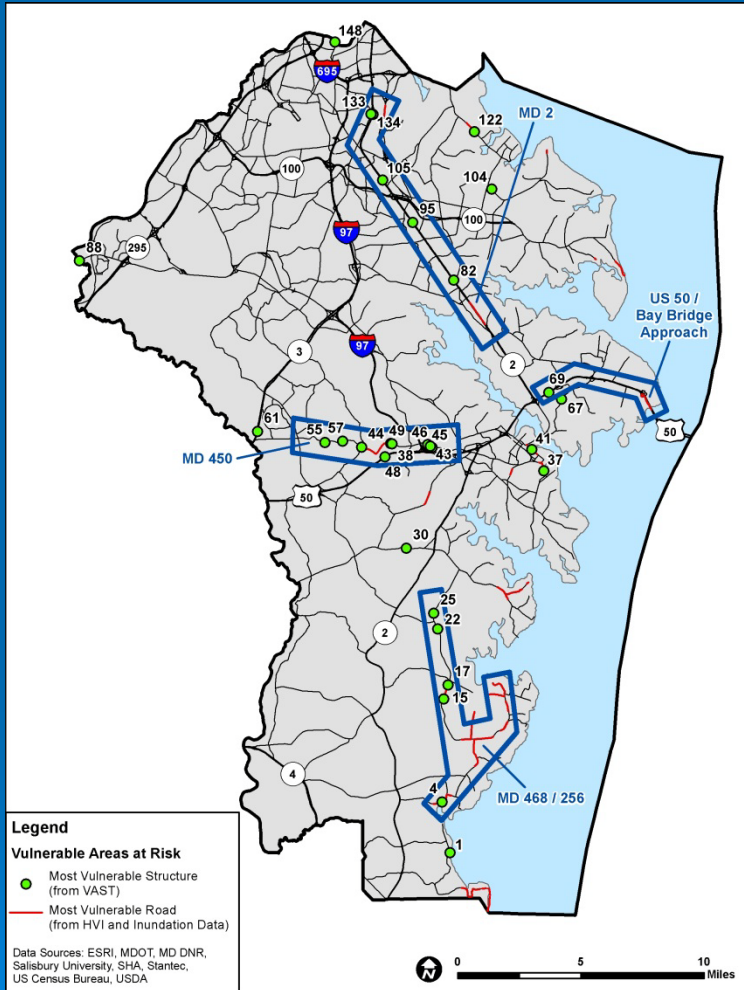 148
695
133
134
122
MD 2
105
104
100
95
100
88
295
97
82
US 50 /
Bay Bridge
Approach
97
3
2
69
67
61
55
57
44
49
46
45
41
50
MD 450
38
43
37
48
50
30
25
2
22
17
15
4
MD 468 / 256
4
1
Legend
Vulnerable Areas at Risk
Most Vulnerable Structure
(from VAST)
Most Vulnerable Road
(from HVI and Inundation Data)
Data Sources: ESRI, MDOT, MD DNR,
Salisbury University, SHA, Stantec,
US Census Bureau, USDA
N
0 5 10
Miles